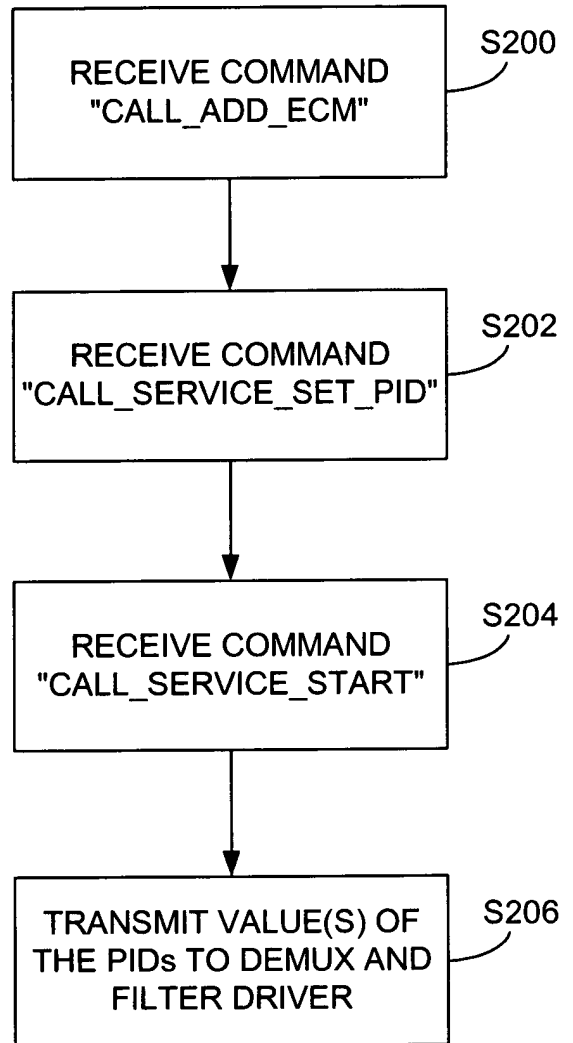 S200
RECEIVE COMMAND
"CALL_ADD_ECM"
S202
RECEIVE COMMAND
"CALL_SERVICE_SET_PID"
S204
RECEIVE COMMAND
"CALL_SERVICE_START"
S206
TRANSMIT VALUE(S) OF
THE PIDs TO DEMUX AND
FILTER DRIVER